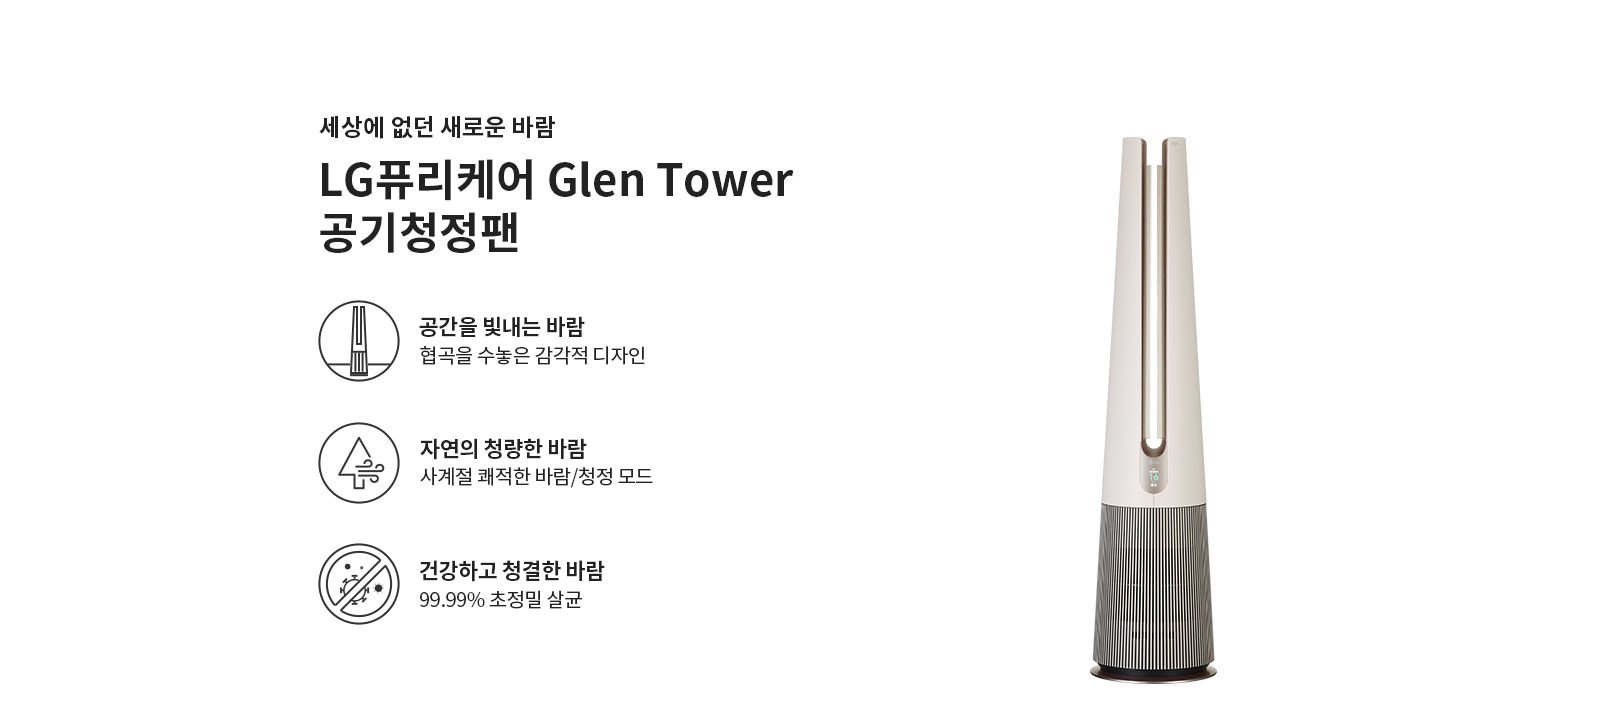 세상에 없던 새로운 바람
LG퓨리케어 Glen Tower
공기청정팬
공간을 빛내는 바람
협곡을 수놓은 감각적 디자인
자연의 청량한 바람
사계절 쾌적한 바람/청정 모드
건강하고 청결한 바람
99.99% 초정밀 살균
16